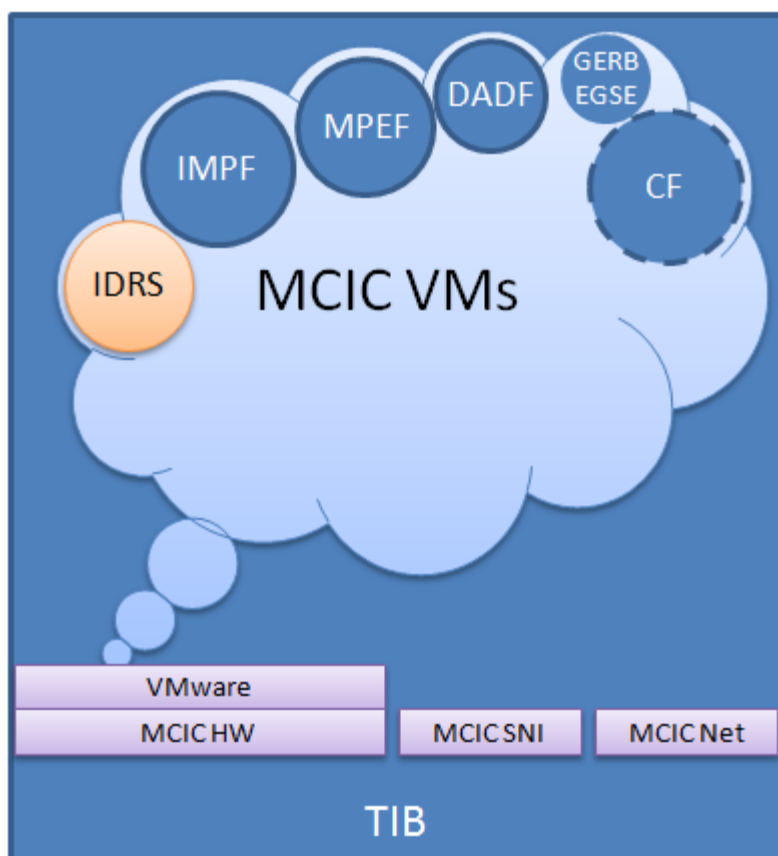 GERB
EGSE
DADF
MPEF
IMPF
CF
IDRS
MCIC VMs
VMware
MCIC HW
MCIC SNI
MCIC Net
TIB